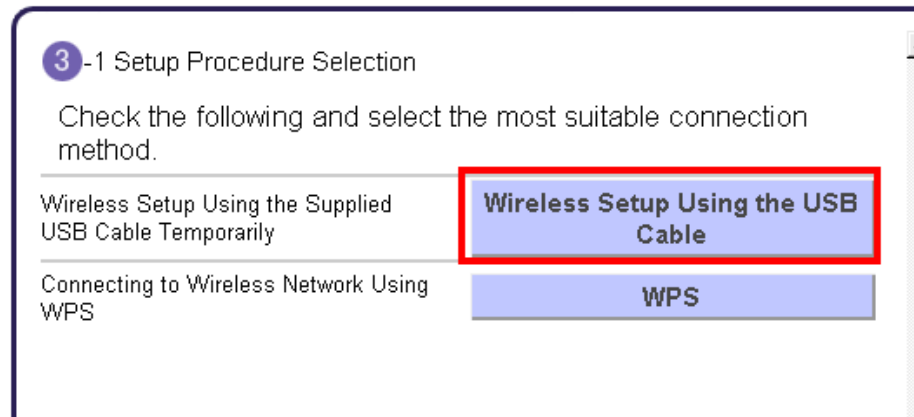 3 -1 Setup Procedure Selection
Check the following and select the most suitable connection
method.
Wireless Setup Using the Supplied
USB Cable Temporarily
Wireless Setup Using the USB
Cable
Connecting to Wireless Network Using
WPS
WPS